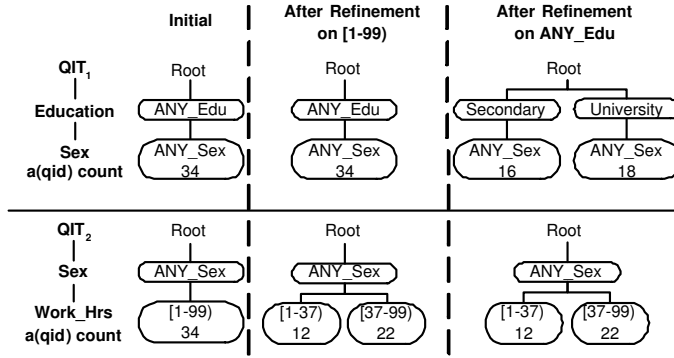 Initial
After Refinement
on [1-99)
After Refinement
on ANY_Edu
QIT1 Root Root Root
Education ANY_Edu ANY_Edu Secondary University
Sex ANY_Sex ANY_Sex ANY_Sex ANY_Sex
a(qid) count 34 34 16 18
QIT2 Root Root Root
Sex ANY_Sex ANY_Sex ANY_Sex
Work_Hrs [1-99) [1-37) [37-99) [1-37) [37-99)
a(qid) count 34 12 22 12 22